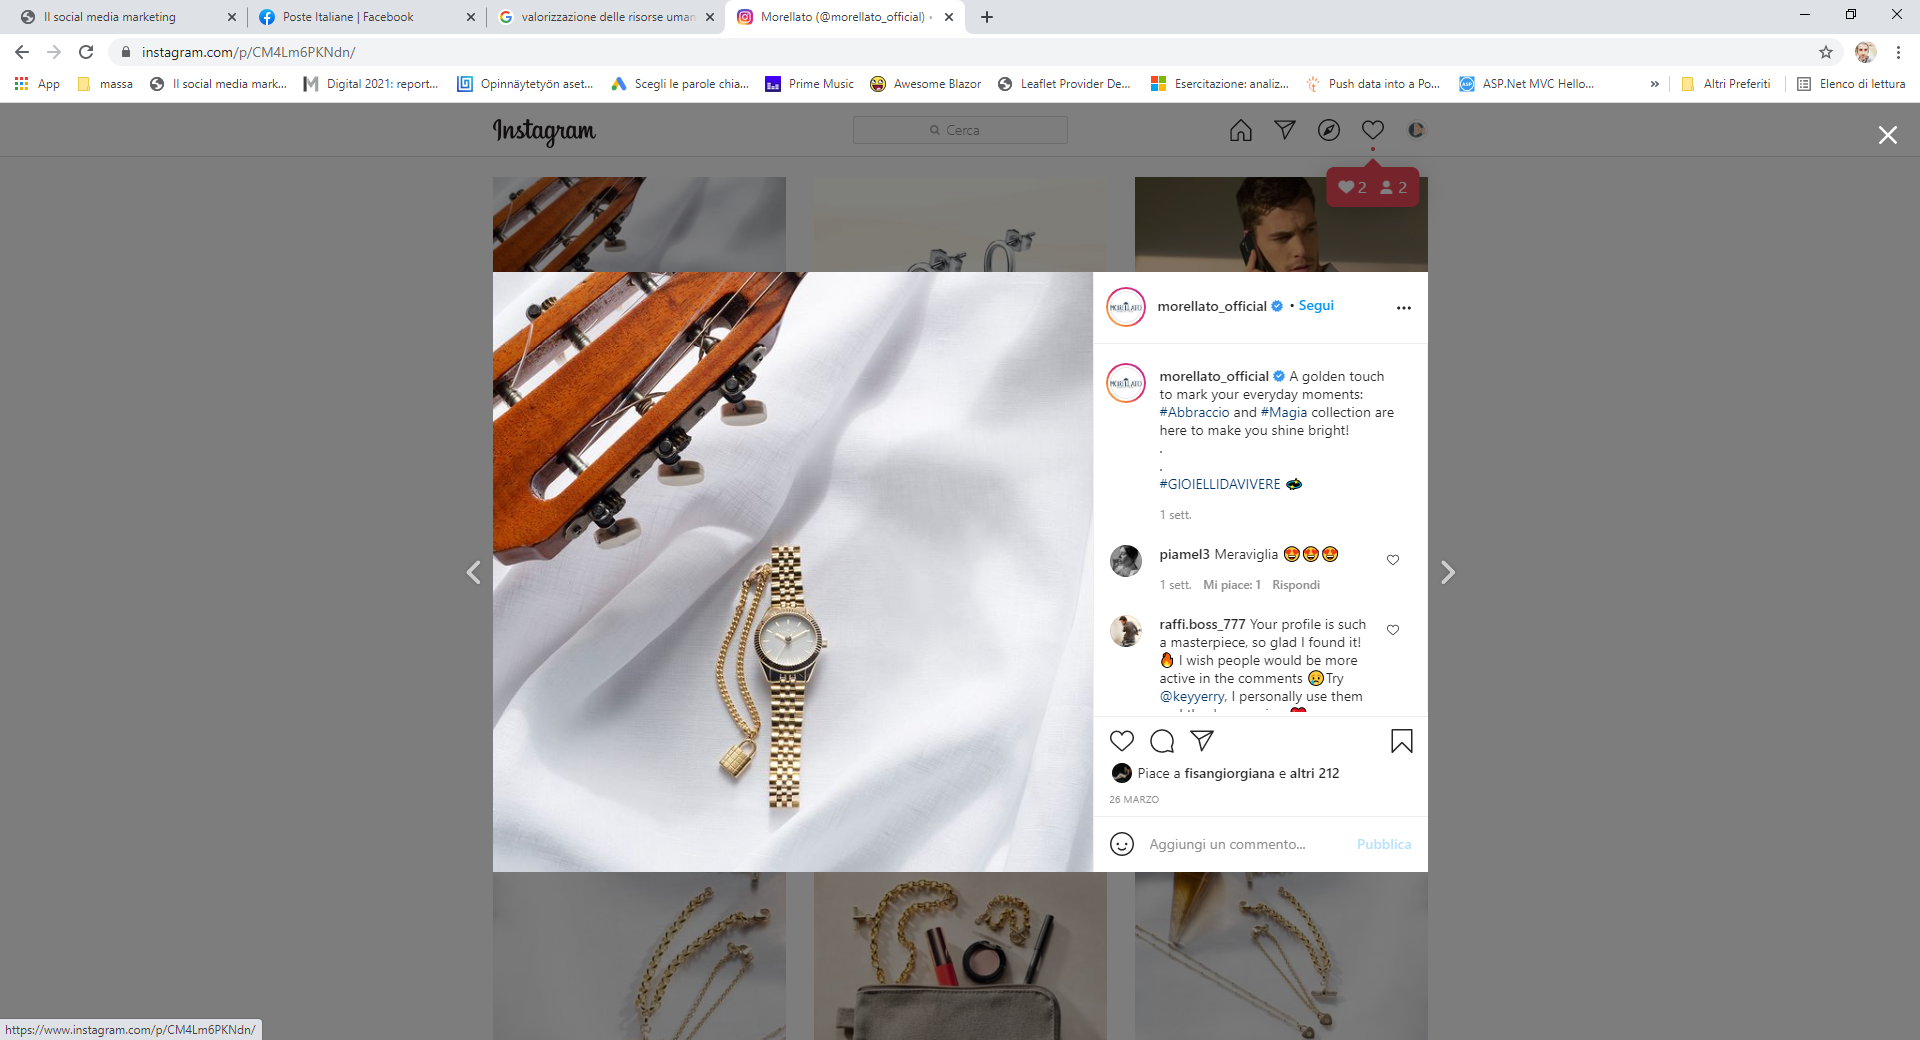 Il social media marketing
Poste Italiane | Facebook
valorizzazione delle risorse uman
Morellato (@morellato_official) •
instagram.com/p/CM4Lm6PKNdn/
App
massa
Il social media mark...
Digital 2021: report...
Opinnäytetyön aset...
Scegli le parole chia...
Prime Music
Awesome Blazor
Leaflet Provider De...
Esercitazione: analiz...
Push data into a Po...
ASP.Net MVC Hello...
»
Altri Preferiti
Elenco di lettura
Instagram
Cerca
2 2
MORELLATO
morellato_official • Segui
MORELLATO
morellato_official A golden touch
to mark your everyday moments:
#Abbraccio and #Magia collection are
here to make you shine bright!
.
.
#GIOIELLIDAVIVERE
1 sett.
piamel3 Meraviglia 🤩🤩🤩
1 sett. Mi piace: 1 Rispondi
raffi.boss_777 Your profile is such
a masterpiece, so glad I found it!
🔥 I wish people would be more
active in the comments 😢Try
@keyyerry, I personally use them
Piace a fisangiorgiana e altri 212
26 MARZO
Aggiungi un commento...
Pubblica
https://www.instagram.com/p/CM4Lm6PKNdn/